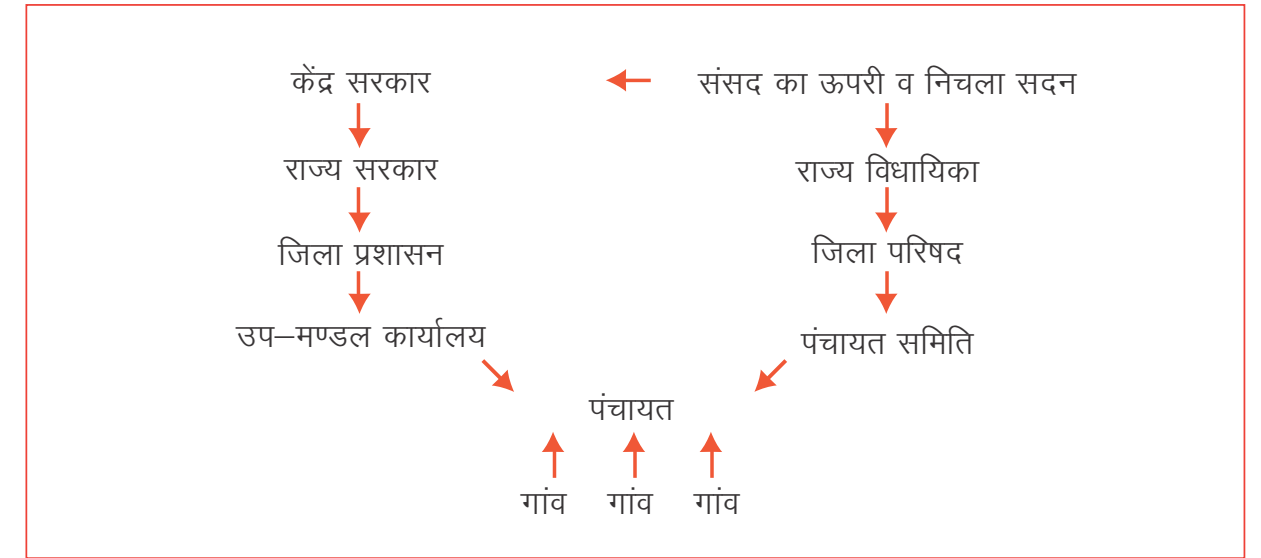 केंद्र सरकार
संसद का ऊपरी व निचला सदन
राज्य सरकार
राज्य विधायिका
जिला प्रशासन
जिला परिषद
उप–मण्डल कार्यालय
पंचायत समिति
पंचायत
गांव गांव गांव